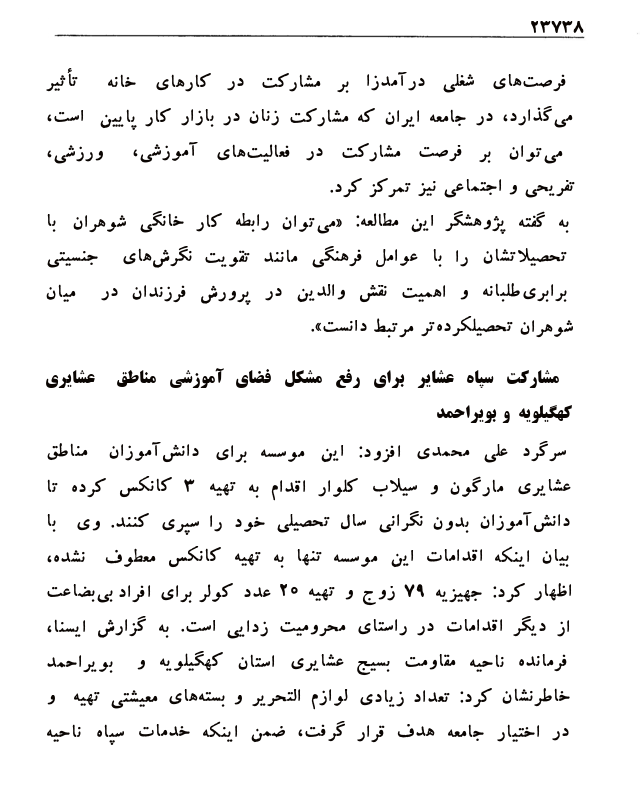 ۲۳۷۳۸
فرصت‌های شغلی درآمدزا بر مشارکت در کارهای خانه تأثیر
می‌گذارد، در جامعه ایران که مشارکت زنان در بازار کار پایین است،
می‌توان بر فرصت مشارکت در فعالیت‌های آموزشی، ورزشی،
تفریحی و اجتماعی نیز تمرکز کرد.
به گفته پژوهشگر این مطالعه: «می‌توان رابطه کار خانگی شوهران با
تحصیلاتشان را با عوامل فرهنگی مانند تقویت نگرش‌های جنسیتی
برابری‌طلبانه و اهمیت نقش والدین در پرورش فرزندان در میان
شوهران تحصیلکرده‌تر مرتبط دانست».
مشارکت سپاه عشایر برای رفع مشکل فضای آموزشی مناطق عشایری
کهگیلویه و بویراحمد
سرگرد علی محمدی افزود: این موسسه برای دانش‌آموزان مناطق
عشایری مارگون و سیلاب کلوار اقدام به تهیه ۳ کانکس کرده تا
دانش‌آموزان بدون نگرانی سال تحصیلی خود را سپری کنند. وی با
بیان اینکه اقدامات این موسسه تنها به تهیه کانکس معطوف نشده،
اظهار کرد: جهیزیه ۷۹ زوج و تهیه ۲۰ عدد کولر برای افراد بی‌بضاعت
از دیگر اقدامات در راستای محرومیت زدایی است. به گزارش ایسنا،
فرمانده ناحیه مقاومت بسیج عشایری استان کهگیلویه و بویراحمد
خاطرنشان کرد: تعداد زیادی لوازم التحریر و بسته‌های معیشتی تهیه و
در اختیار جامعه هدف قرار گرفت، ضمن اینکه خدمات سپاه ناحیه